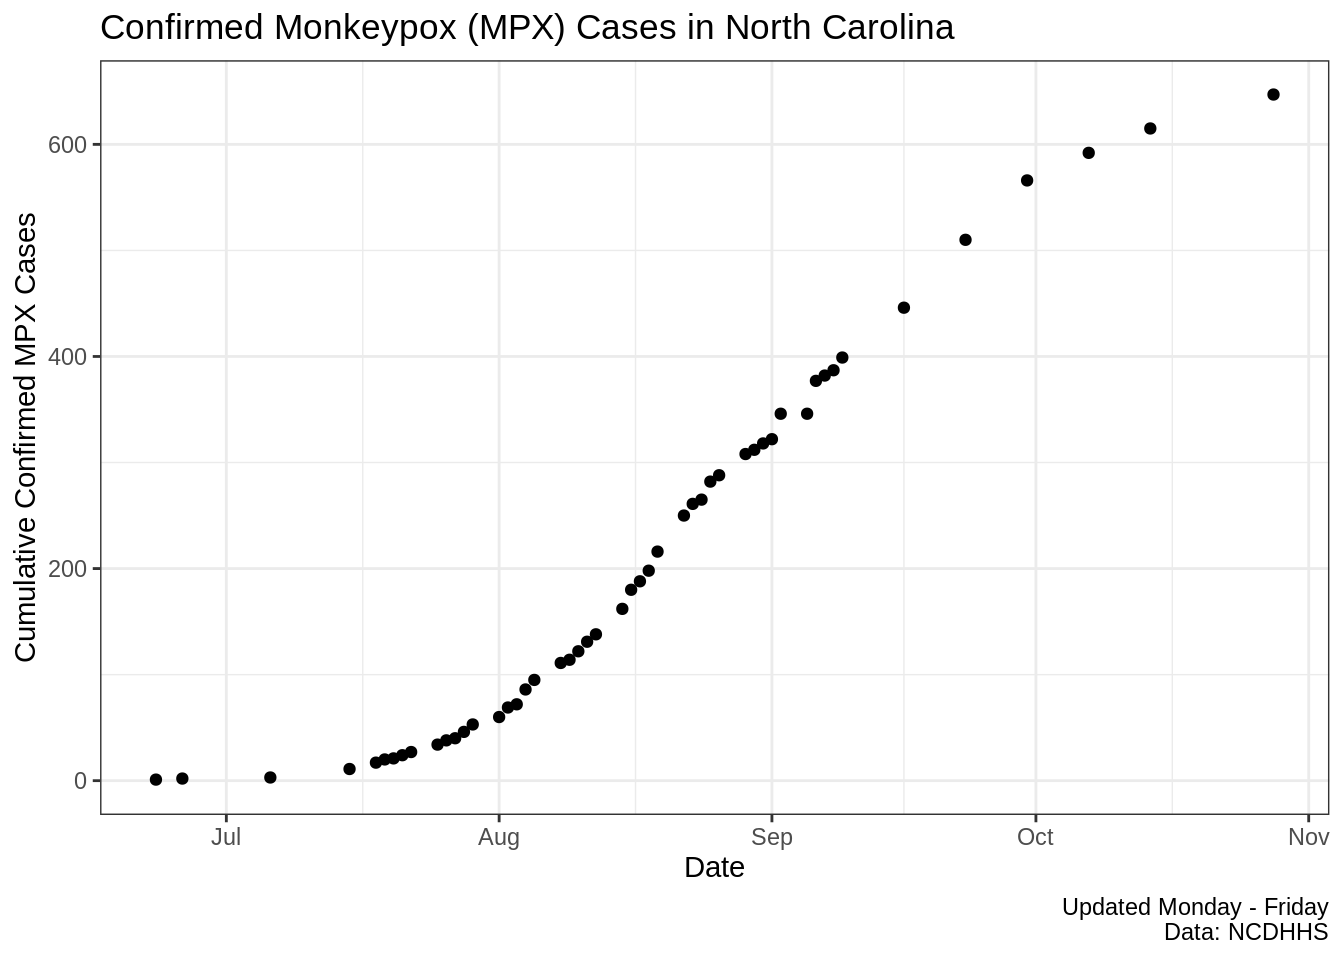 Confirmed Monkeypox (MPX) Cases in North Carolina
Cumulative Confirmed MPX Cases
600
400
200
0
Jul Aug Sep Oct Nov
Date
Updated Monday - Friday
Data: NCDHHS